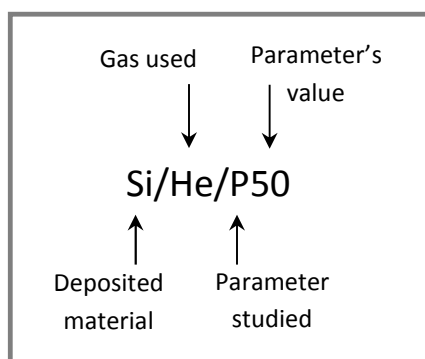 Gas used
Parameter’s
value
Si/He/P50
Deposited
material
Parameter
studied